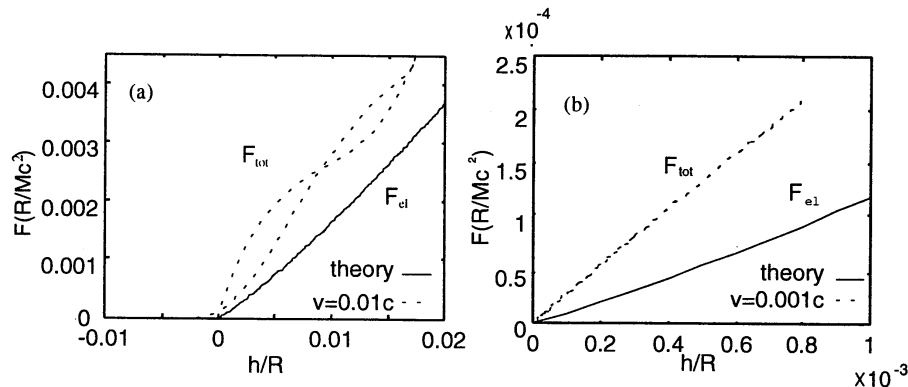 ×10⁻⁴
0.004
0.003
0.002
0.001
0
F(R/Mc²)
(a)
F_tot
F_el
theory
v=0.01c
-0.01
0
0.01
0.02
h/R
2.5
2
1.5
1
0.5
0
F(R/Mc²)
(b)
F_tot
F_el
theory
v=0.001c
0
0.2
0.4
0.6
0.8
1
h/R
×10⁻³